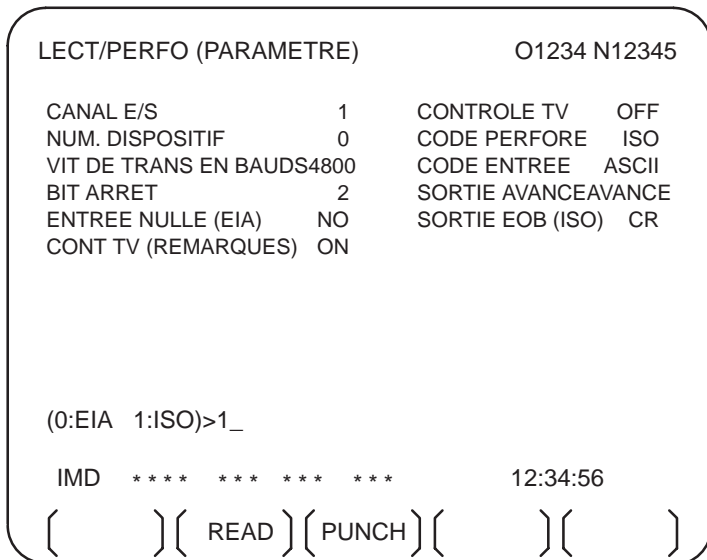 LECT/PERFO (PARAMETRE) O1234 N12345
CANAL E/S 1 CONTROLE TV OFF
NUM. DISPOSITIF 0 CODE PERFORE ISO
VIT DE TRANS EN BAUDS4800 CODE ENTREE ASCII
BIT ARRET 2 SORTIE AVANCEAVANCE
ENTREE NULLE (EIA) NO SORTIE EOB (ISO) CR
CONT TV (REMARQUES) ON
(0:EIA 1:ISO)>1_
IMD **** *** *** *** 12:34:56
[ ] [ READ ] [ PUNCH ] [ ] [ ]